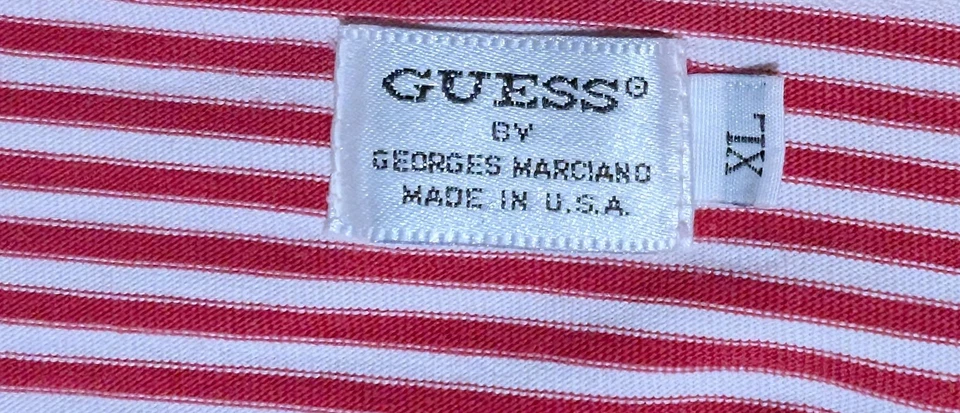 GUESS®
BY
GEORGES MARCIANO
MADE IN U.S.A.
XL